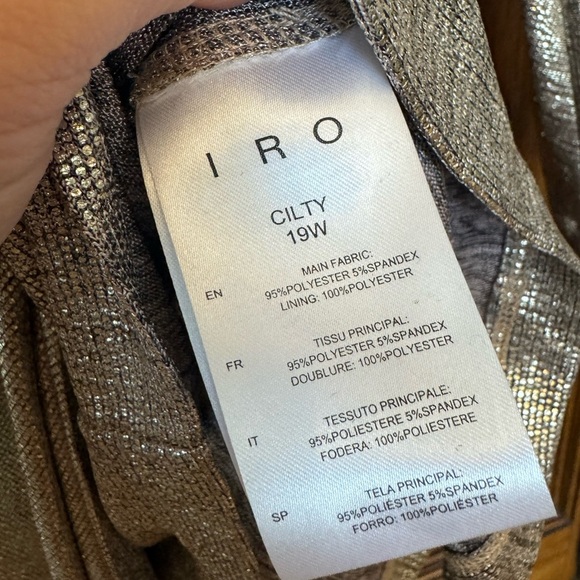 I R O
CILTY
19W
MAIN FABRIC:
EN 95%POLYESTER 5%SPANDEX
LINING: 100%POLYESTER
TISSU PRINCIPAL:
FR 95%POLYESTER 5%SPANDEX
DOUBLURE: 100%POLYESTER
TESSUTO PRINCIPALE:
IT 95%POLIESTERE 5%SPANDEX
FODERA: 100%POLIESTERE
TELA PRINCIPAL:
SP 95%POLIÉSTER 5%SPANDEX
FORRO: 100%POLIÉSTER